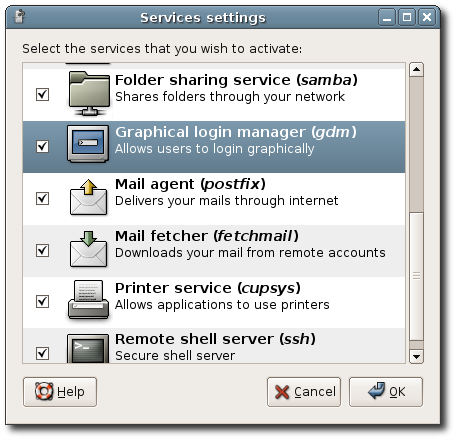 Services settings
Select the services that you wish to activate:
Folder sharing service (samba)
Shares folders through your network
Graphical login manager (gdm)
Allows users to login graphically
Mail agent (postfix)
Delivers your mails through internet
Mail fetcher (fetchmail)
Downloads your mail from remote accounts
Printer service (cupsys)
Allows applications to use printers
Remote shell server (ssh)
Secure shell server
Help
Cancel
OK